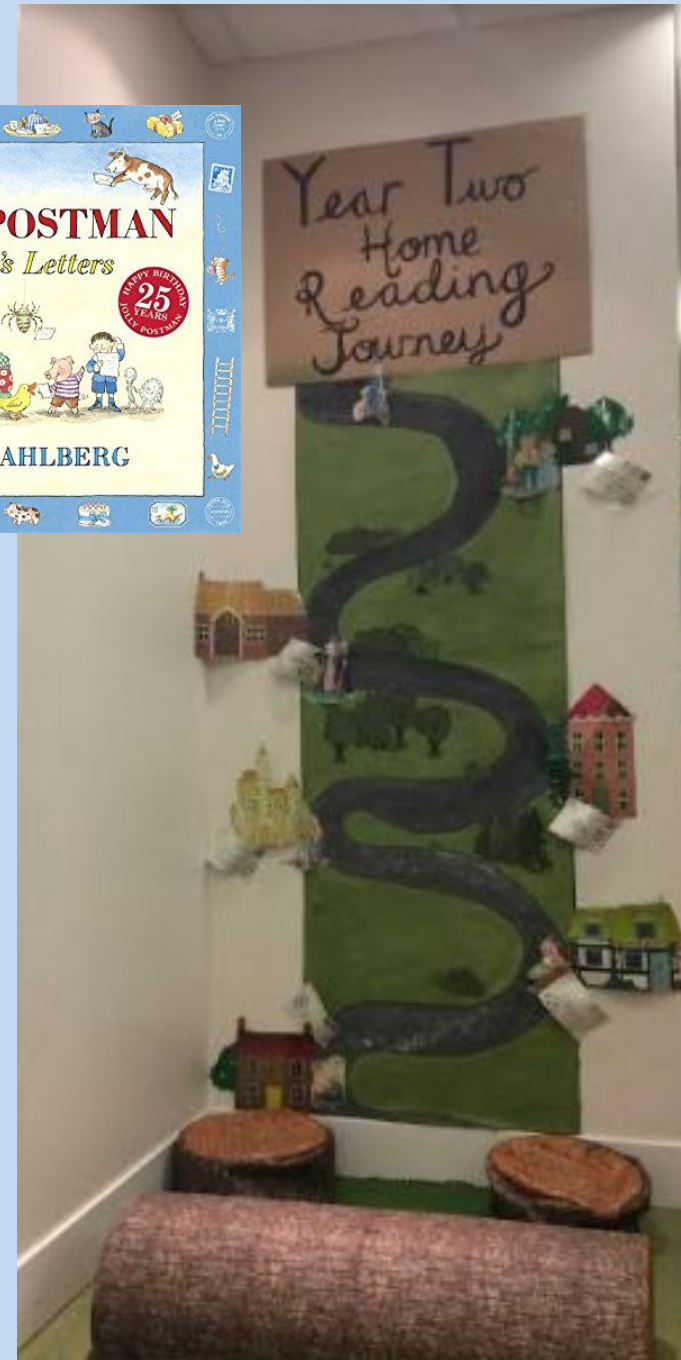 POSTMAN
's Letters
HAPPY BIRTHDAY
25
YEARS
JOLLY POSTMAN
AHLBERG
Year Two
Home
Reading
Journey